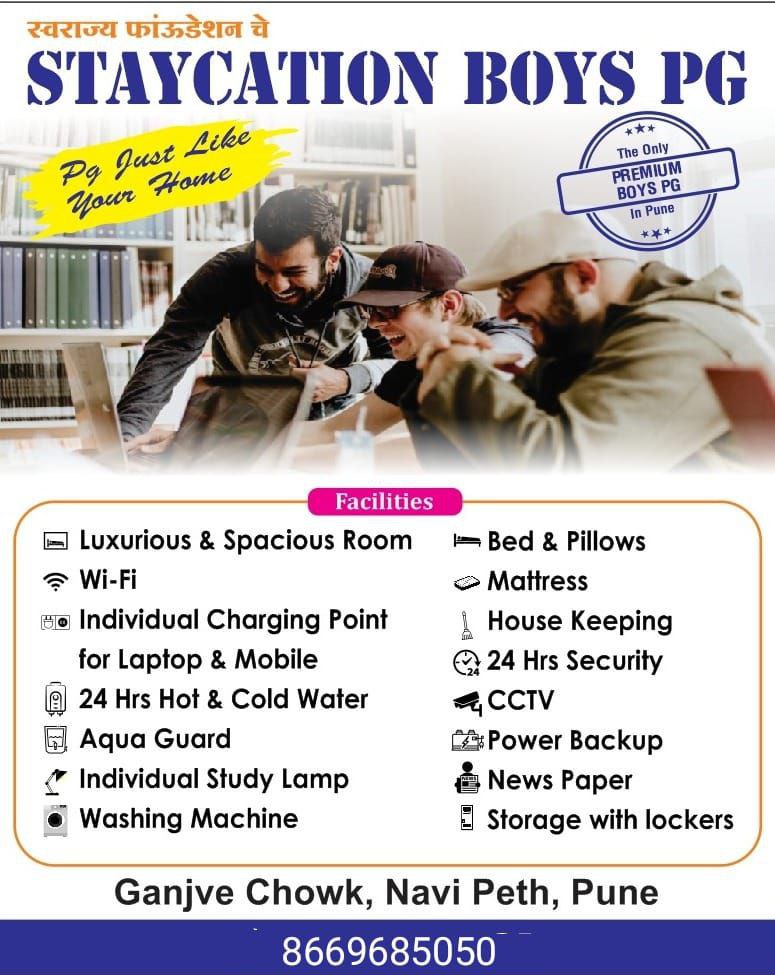 स्वराज्य फांऊडेशन चे
STAYCATION BOYS PG
Pg Just Like
Your Home
The Only
PREMIUM
BOYS PG
In Pune
Facilities
Luxurious & Spacious Room
Wi-Fi
Individual Charging Point
for Laptop & Mobile
24 Hrs Hot & Cold Water
Aqua Guard
Individual Study Lamp
Washing Machine
Bed & Pillows
Mattress
House Keeping
24 Hrs Security
CCTV
Power Backup
News Paper
Storage with lockers
Ganjve Chowk, Navi Peth, Pune
8669685050